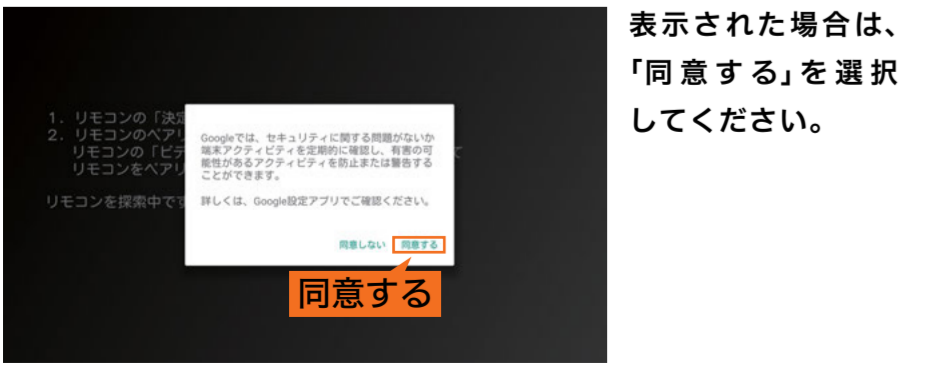 表示された場合は、
「同意する」を選択
してください。
1. リモコンの「決定
2. リモコンのペアリ
リモコンの「ビデ
て
リモコンをペアリ
リモコンを探索中です
Googleでは、セキュリティに関する問題がないか
端末アクティビティを定期的に確認し、有害の可
能性があるアクティビティを防止または警告する
ことができます。
詳しくは、Google設定アプリでご確認ください。
同意しない 同意する
同意する